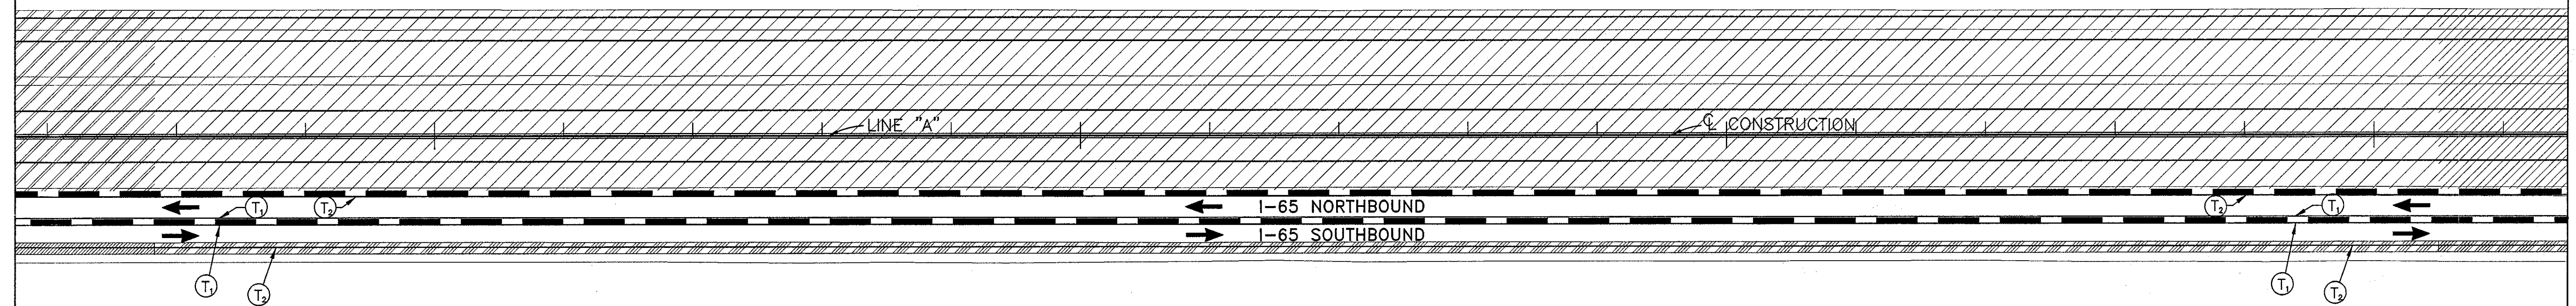 LINE "A"
℄ CONSTRUCTION
T₁
T₂
I-65 NORTHBOUND
T₂
T₁
I-65 SOUTHBOUND
T₁
T₂
T₁
T₂